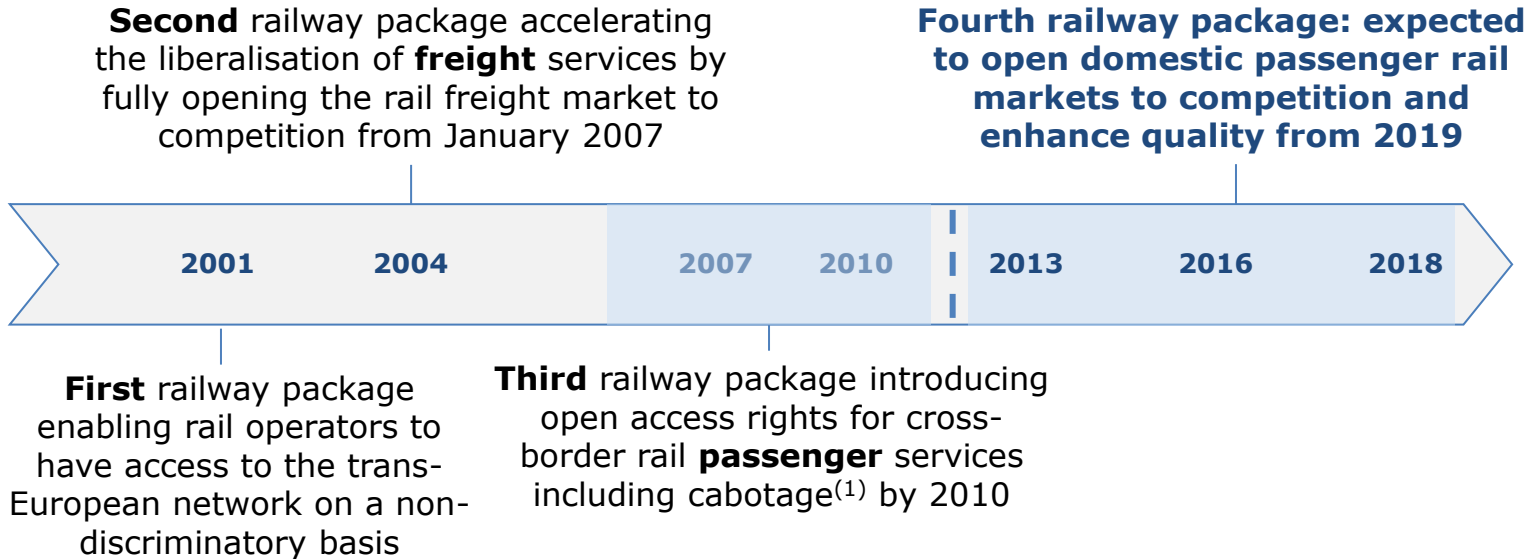 Second railway package accelerating
the liberalisation of freight services by
fully opening the rail freight market to
competition from January 2007
Fourth railway package: expected
to open domestic passenger rail
markets to competition and
enhance quality from 2019
2001
2004
2007
2010
2013
2016
2018
First railway package
enabling rail operators to
have access to the trans-
European network on a non-
discriminatory basis
Third railway package introducing
open access rights for cross-
border rail passenger services
including cabotage(1) by 2010